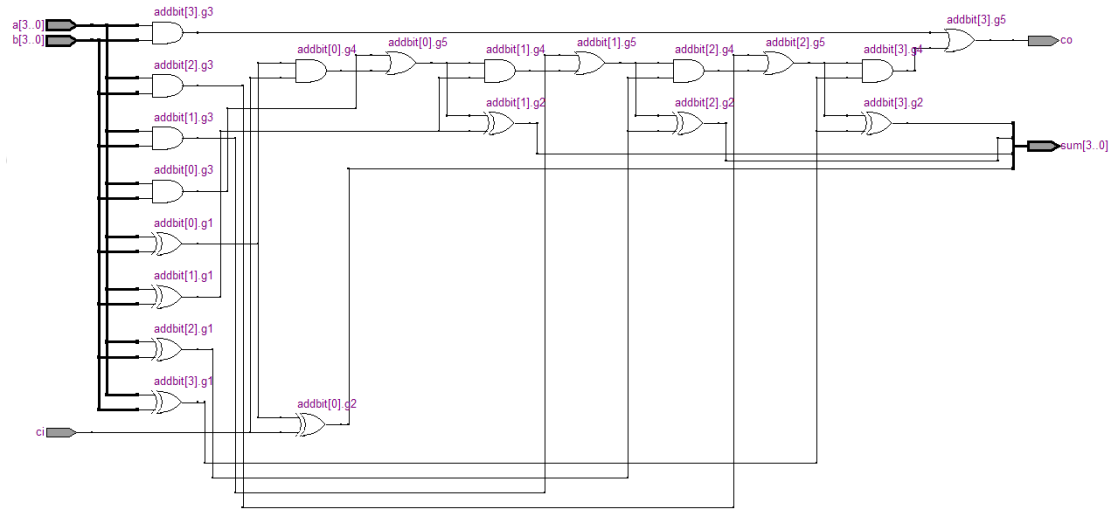 addbit[3].g3
addbit[3].g5
a[3..0]
b[3..0]
co
addbit[0].g4
addbit[0].g5
addbit[1].g4
addbit[1].g5
addbit[2].g4
addbit[2].g5
addbit[3].g4
addbit[2].g3
addbit[1].g3
addbit[1].g2
addbit[2].g2
addbit[3].g2
sum[3..0]
addbit[0].g3
addbit[0].g1
addbit[1].g1
addbit[2].g1
addbit[3].g1
addbit[0].g2
ci